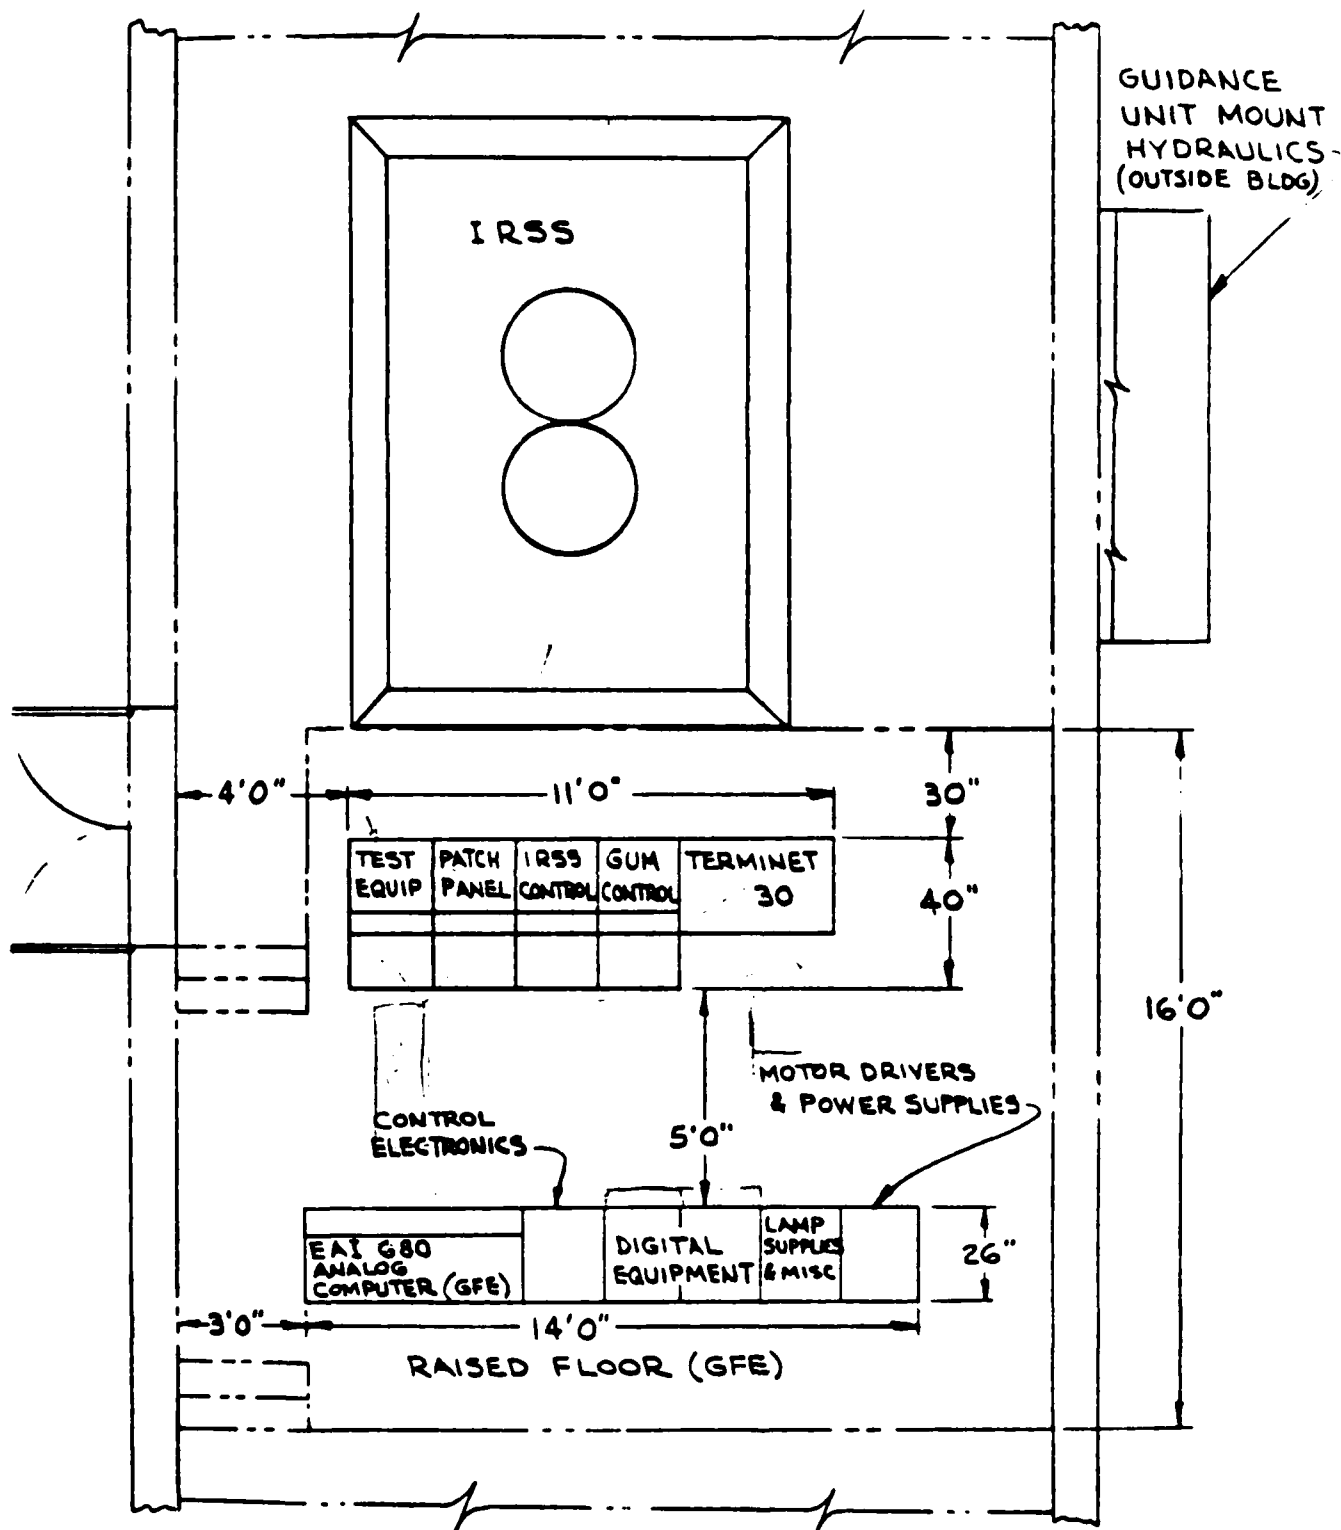 GUIDANCE
UNIT MOUNT
HYDRAULICS
(OUTSIDE BLDG)
IRSS
4'0"
11'0"
30"
TEST
EQUIP
PATCH
PANEL
IRSS
CONTROL
GUM
CONTROL
TERMINET
30
40"
16'0"
MOTOR DRIVERS
& POWER SUPPLIES
CONTROL
ELECTRONICS
5'0"
EAI 680
ANALOG
COMPUTER (GFE)
DIGITAL
EQUIPMENT
LAMP
SUPPLIES
& MISC
26"
3'0"
14'0"
RAISED FLOOR (GFE)